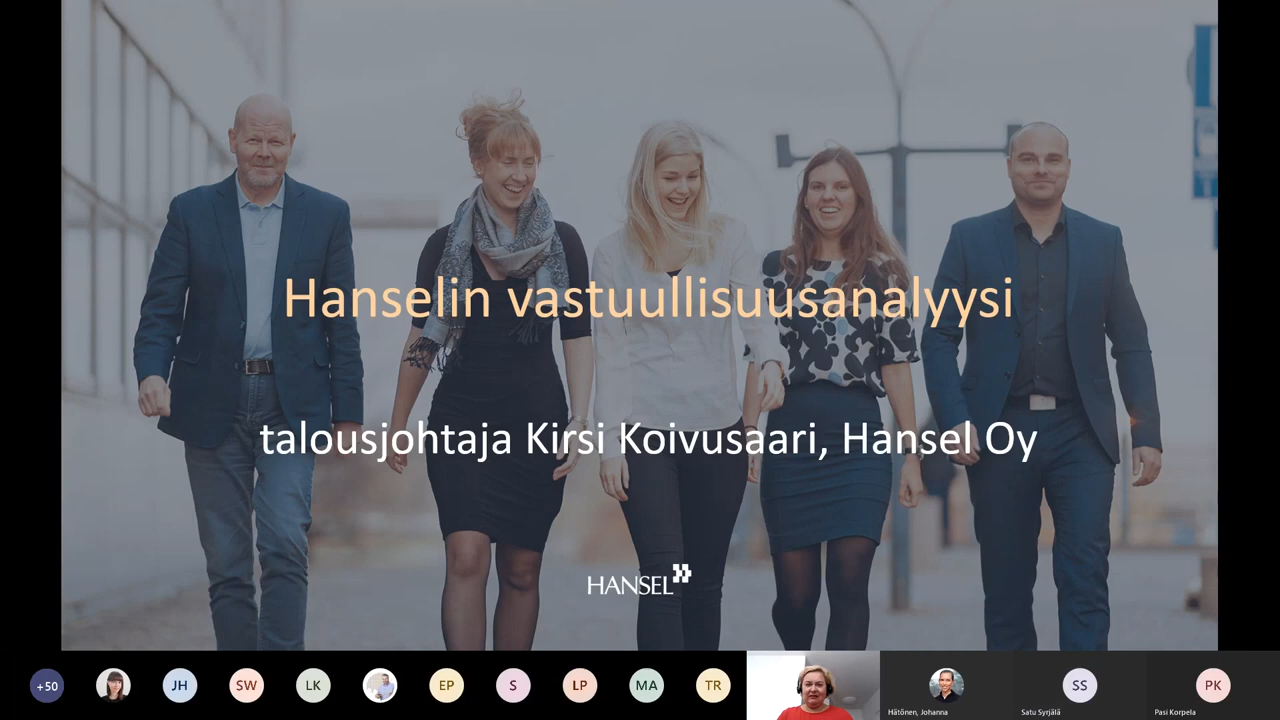 Hanselin vastuullisuusanalyysi
talousjohtaja Kirsi Koivusaari, Hansel Oy
HANSEL
+50
JH
SW
LK
EP
S
LP
MA
TR
Hätönen, Johanna
SS
Satu Syrjälä
PK
Pasi Korpela